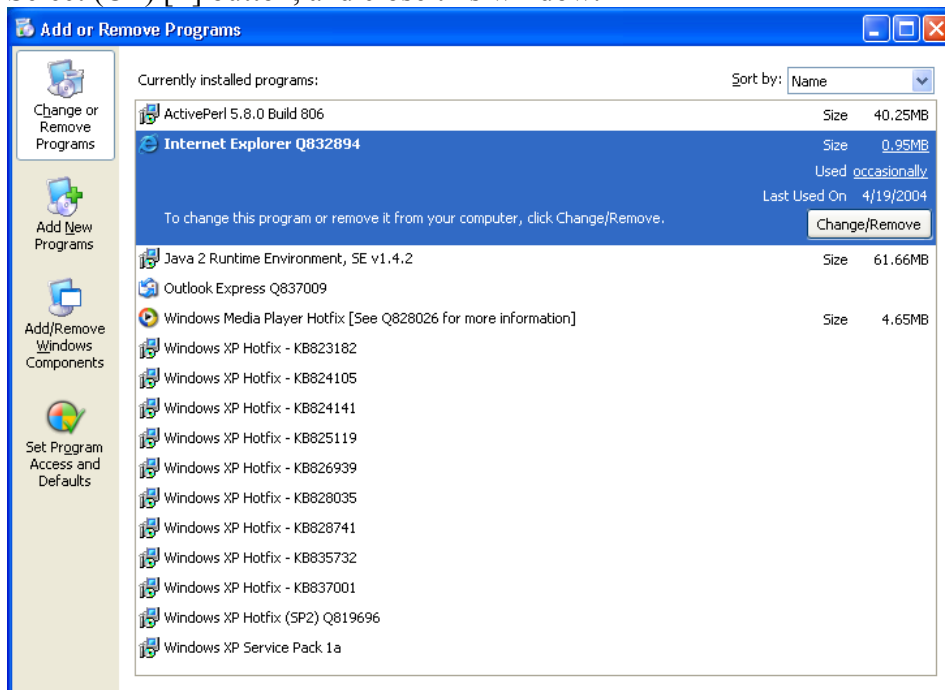 Add or Remove Programs
Change or
Remove
Programs
Add New
Programs
Add/Remove
Windows
Components
Set Program
Access and
Defaults
Currently installed programs: Sort by: Name
ActivePerl 5.8.0 Build 806 Size 40.25MB
Internet Explorer Q832894 Size 0.95MB
Used occasionally
Last Used On 4/19/2004
To change this program or remove it from your computer, click Change/Remove. Change/Remove
Java 2 Runtime Environment, SE v1.4.2 Size 61.66MB
Outlook Express Q837009
Windows Media Player Hotfix [See Q828026 for more information] Size 4.65MB
Windows XP Hotfix - KB823182
Windows XP Hotfix - KB824105
Windows XP Hotfix - KB824141
Windows XP Hotfix - KB825119
Windows XP Hotfix - KB826939
Windows XP Hotfix - KB828035
Windows XP Hotfix - KB828741
Windows XP Hotfix - KB835732
Windows XP Hotfix - KB837001
Windows XP Hotfix (SP2) Q819696
Windows XP Service Pack 1a